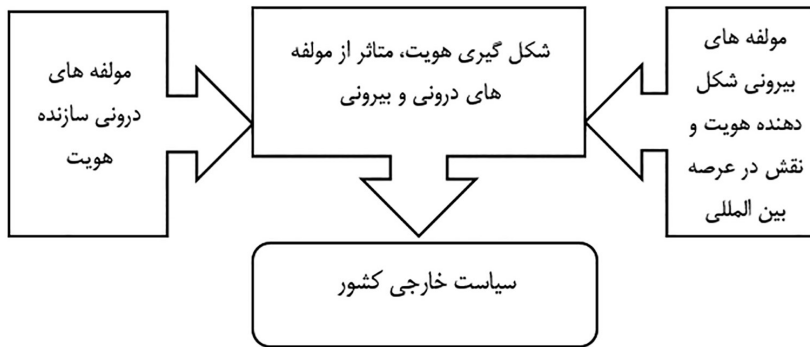 مولفه های
بیرونی شکل
دهنده هویت و
نقش در عرصه
بین المللی
شکل گیری هویت، متاثر از مولفه
های درونی و بیرونی
مولفه های
درونی سازنده
هویت
سیاست خارجی کشور